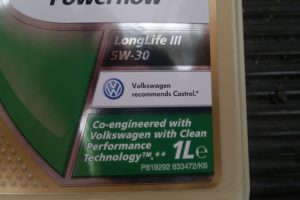 Powerflow
LongLife III
5W-30
Volkswagen
recommends Castrol.*
Co-engineered with
Volkswagen with Clean
Performance
Technology™.**
1L e
P819292 833472/K6